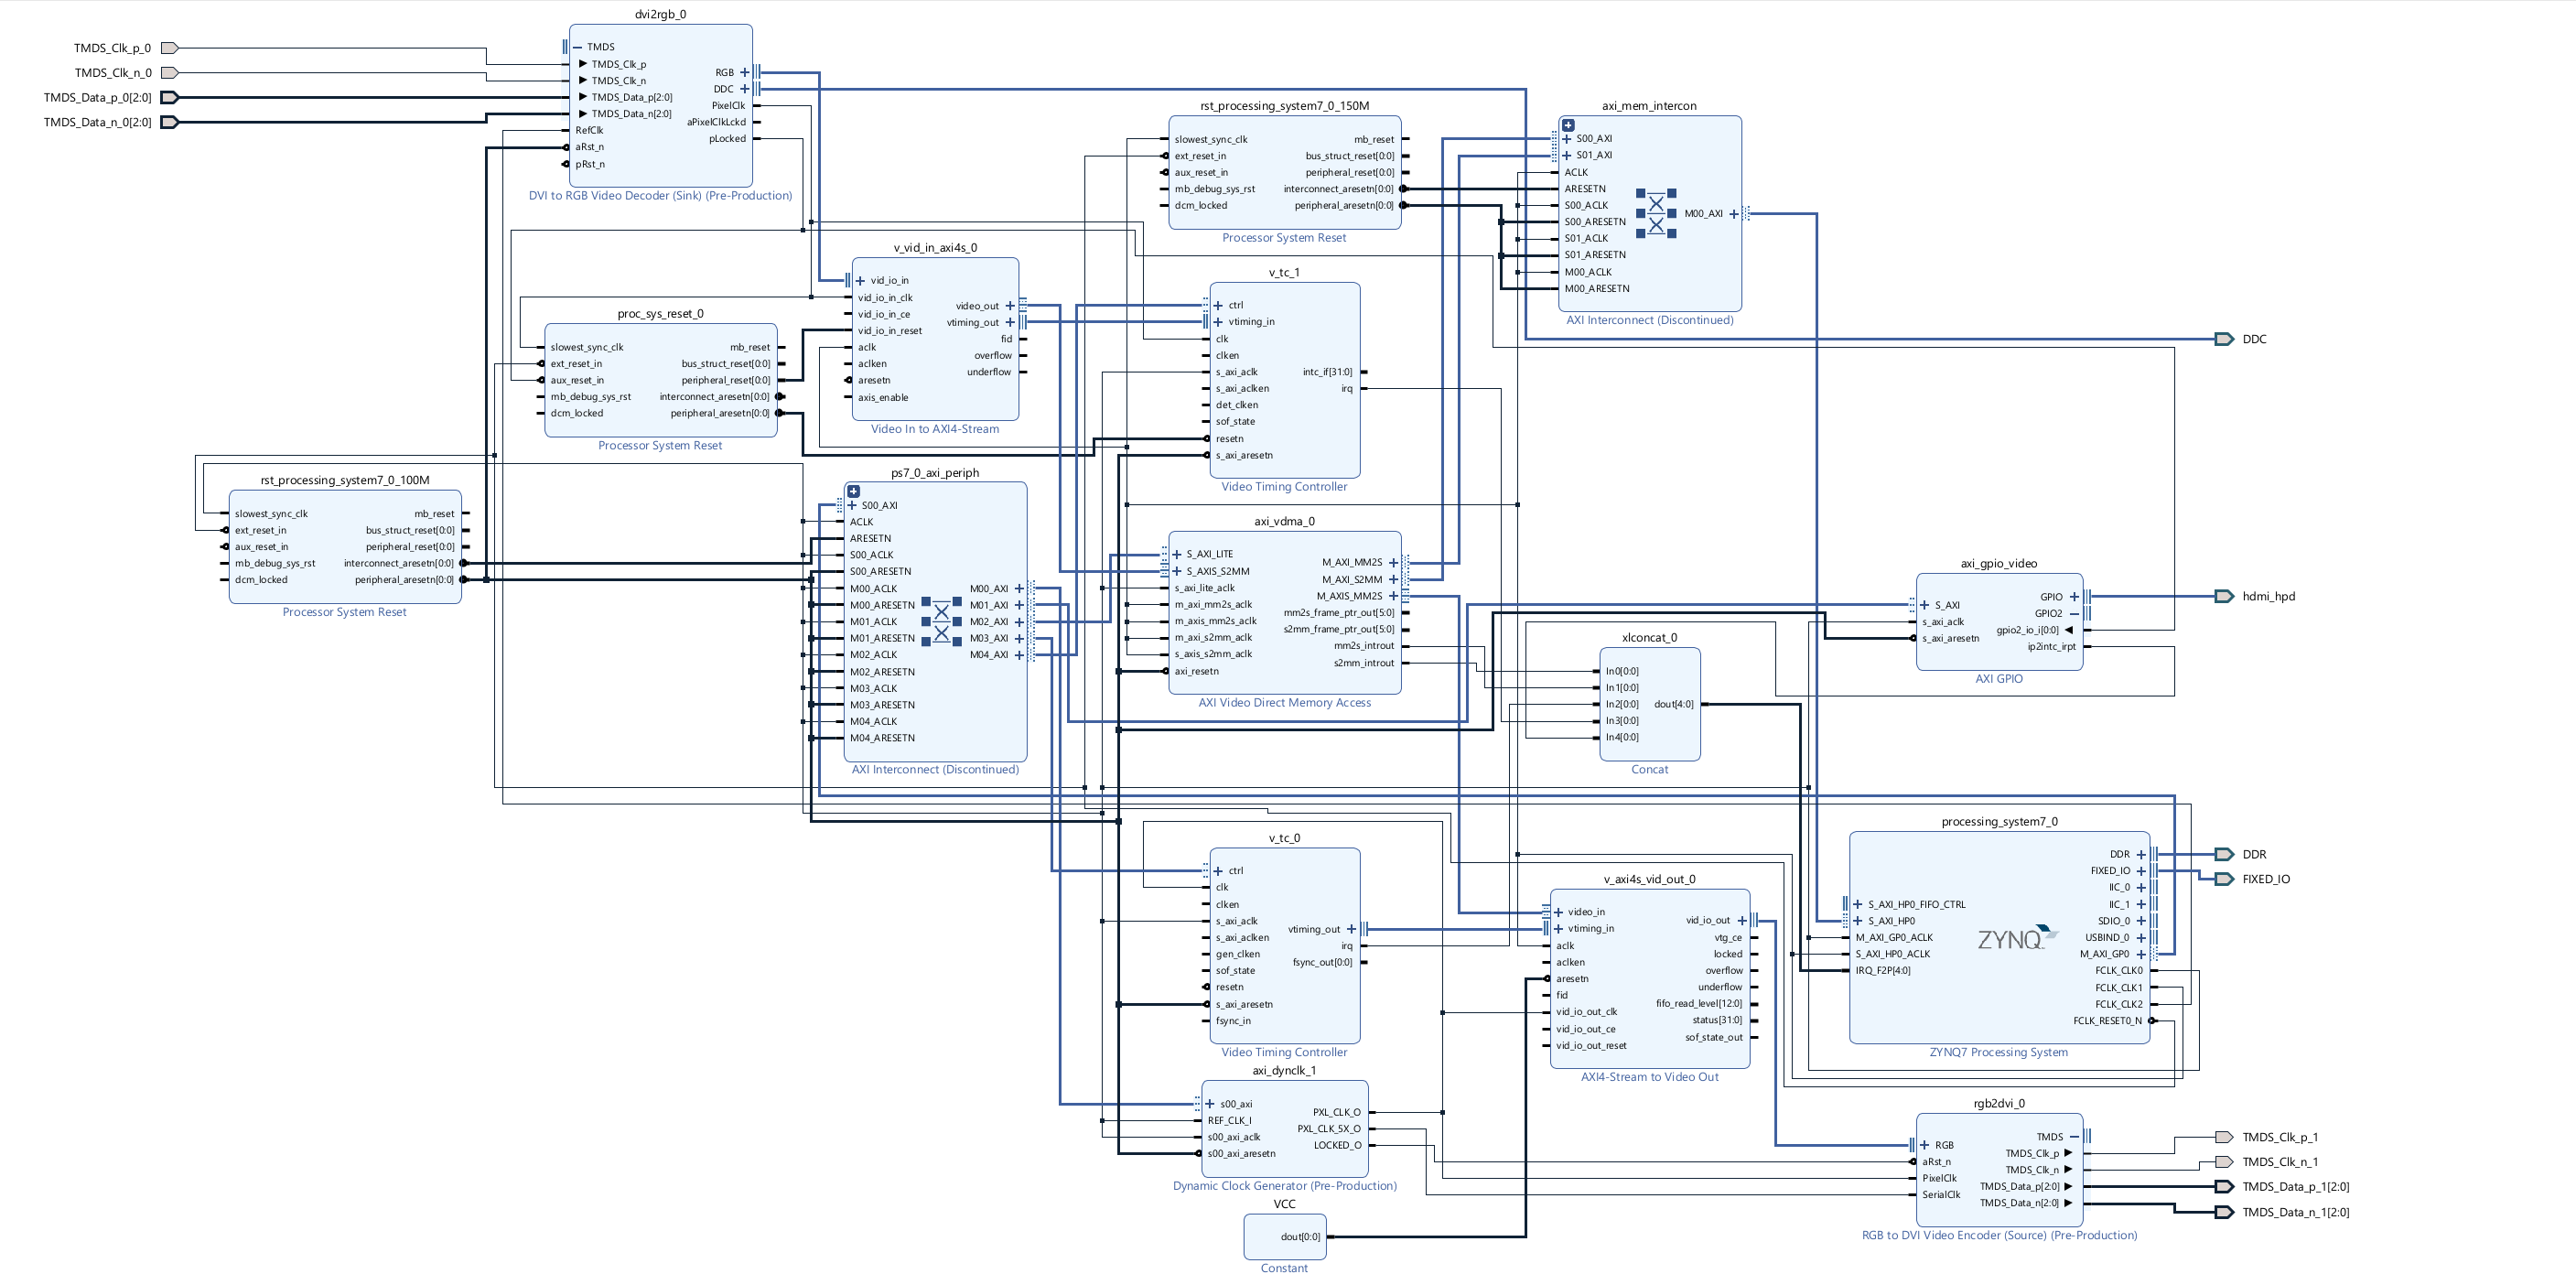 TMDS_Clk_p_0
TMDS_Clk_n_0
TMDS_Data_p_0[2:0]
TMDS_Data_n_0[2:0]
dvi2rgb_0
TMDS
TMDS_Clk_p
TMDS_Clk_n
TMDS_Data_p[2:0]
TMDS_Data_n[2:0]
RefClk
aRst_n
pRst_n
RGB
DDC
PixelClk
aPixelClkLckd
pLocked
DVI to RGB Video Decoder (Sink) (Pre-Production)
rst_processing_system7_0_150M
slowest_sync_clk
ext_reset_in
aux_reset_in
mb_debug_sys_rst
dcm_locked
mb_reset
bus_struct_reset[0:0]
peripheral_reset[0:0]
interconnect_aresetn[0:0]
peripheral_aresetn[0:0]
Processor System Reset
axi_mem_intercon
S00_AXI
S01_AXI
ACLK
ARESETN
S00_ACLK
S00_ARESETN
S01_ACLK
S01_ARESETN
M00_ACLK
M00_ARESETN
M00_AXI
AXI Interconnect (Discontinued)
v_vid_in_axi4s_0
vid_io_in
vid_io_in_clk
vid_io_in_ce
vid_io_in_reset
aclk
aclken
aresetn
axis_enable
video_out
vtiming_out
fid
overflow
underflow
Video In to AXI4-Stream
v_tc_1
ctrl
vtiming_in
clk
clken
s_axi_aclk
s_axi_aclken
det_clken
sof_state
resetn
s_axi_aresetn
intc_if[31:0]
irq
Video Timing Controller
DDC
proc_sys_reset_0
slowest_sync_clk
ext_reset_in
aux_reset_in
mb_debug_sys_rst
dcm_locked
mb_reset
bus_struct_reset[0:0]
peripheral_reset[0:0]
interconnect_aresetn[0:0]
peripheral_aresetn[0:0]
Processor System Reset
rst_processing_system7_0_100M
slowest_sync_clk
ext_reset_in
aux_reset_in
mb_debug_sys_rst
dcm_locked
mb_reset
bus_struct_reset[0:0]
peripheral_reset[0:0]
interconnect_aresetn[0:0]
peripheral_aresetn[0:0]
Processor System Reset
ps7_0_axi_periph
S00_AXI
ACLK
ARESETN
S00_ACLK
S00_ARESETN
M00_ACLK
M00_ARESETN
M01_ACLK
M01_ARESETN
M02_ACLK
M02_ARESETN
M03_ACLK
M03_ARESETN
M04_ACLK
M04_ARESETN
M00_AXI
M01_AXI
M02_AXI
M03_AXI
M04_AXI
AXI Interconnect (Discontinued)
axi_vdma_0
S_AXI_LITE
S_AXIS_S2MM
s_axi_lite_aclk
m_axi_mm2s_aclk
m_axis_mm2s_aclk
m_axi_s2mm_aclk
s_axis_s2mm_aclk
axi_resetn
M_AXI_MM2S
M_AXI_S2MM
M_AXIS_MM2S
mm2s_frame_ptr_out[5:0]
s2mm_frame_ptr_out[5:0]
mm2s_introut
s2mm_introut
AXI Video Direct Memory Access
xlconcat_0
In0[0:0]
In1[0:0]
In2[0:0]
In3[0:0]
In4[0:0]
dout[4:0]
Concat
axi_gpio_video
S_AXI
s_axi_aclk
s_axi_aresetn
GPIO
GPIO2
gpio2_io_i[0:0]
ip2intc_irpt
AXI GPIO
hdmi_hpd
v_tc_0
ctrl
clk
clken
s_axi_aclk
s_axi_aclken
gen_clken
sof_state
resetn
s_axi_aresetn
fsync_in
vtiming_out
irq
fsync_out[0:0]
Video Timing Controller
v_axi4s_vid_out_0
video_in
vtiming_in
aclk
aclken
aresetn
fid
vid_io_out_clk
vid_io_out_ce
vid_io_out_reset
vid_io_out
vtg_ce
locked
overflow
underflow
fifo_read_level[12:0]
status[31:0]
sof_state_out
AXI4-Stream to Video Out
processing_system7_0
S_AXI_HP0_FIFO_CTRL
S_AXI_HP0
M_AXI_GP0_ACLK
S_AXI_HP0_ACLK
IRQ_F2P[4:0]
ZYNQ
DDR
FIXED_IO
IIC_0
IIC_1
SDIO_0
USBIND_0
M_AXI_GP0
FCLK_CLK0
FCLK_CLK1
FCLK_CLK2
FCLK_RESET0_N
ZYNQ7 Processing System
DDR
FIXED_IO
axi_dynclk_1
s00_axi
REF_CLK_I
s00_axi_aclk
s00_axi_aresetn
PXL_CLK_O
PXL_CLK_5X_O
LOCKED_O
Dynamic Clock Generator (Pre-Production)
VCC
dout[0:0]
Constant
rgb2dvi_0
RGB
aRst_n
PixelClk
SerialClk
TMDS
TMDS_Clk_p
TMDS_Clk_n
TMDS_Data_p[2:0]
TMDS_Data_n[2:0]
RGB to DVI Video Encoder (Source) (Pre-Production)
TMDS_Clk_p_1
TMDS_Clk_n_1
TMDS_Data_p_1[2:0]
TMDS_Data_n_1[2:0]